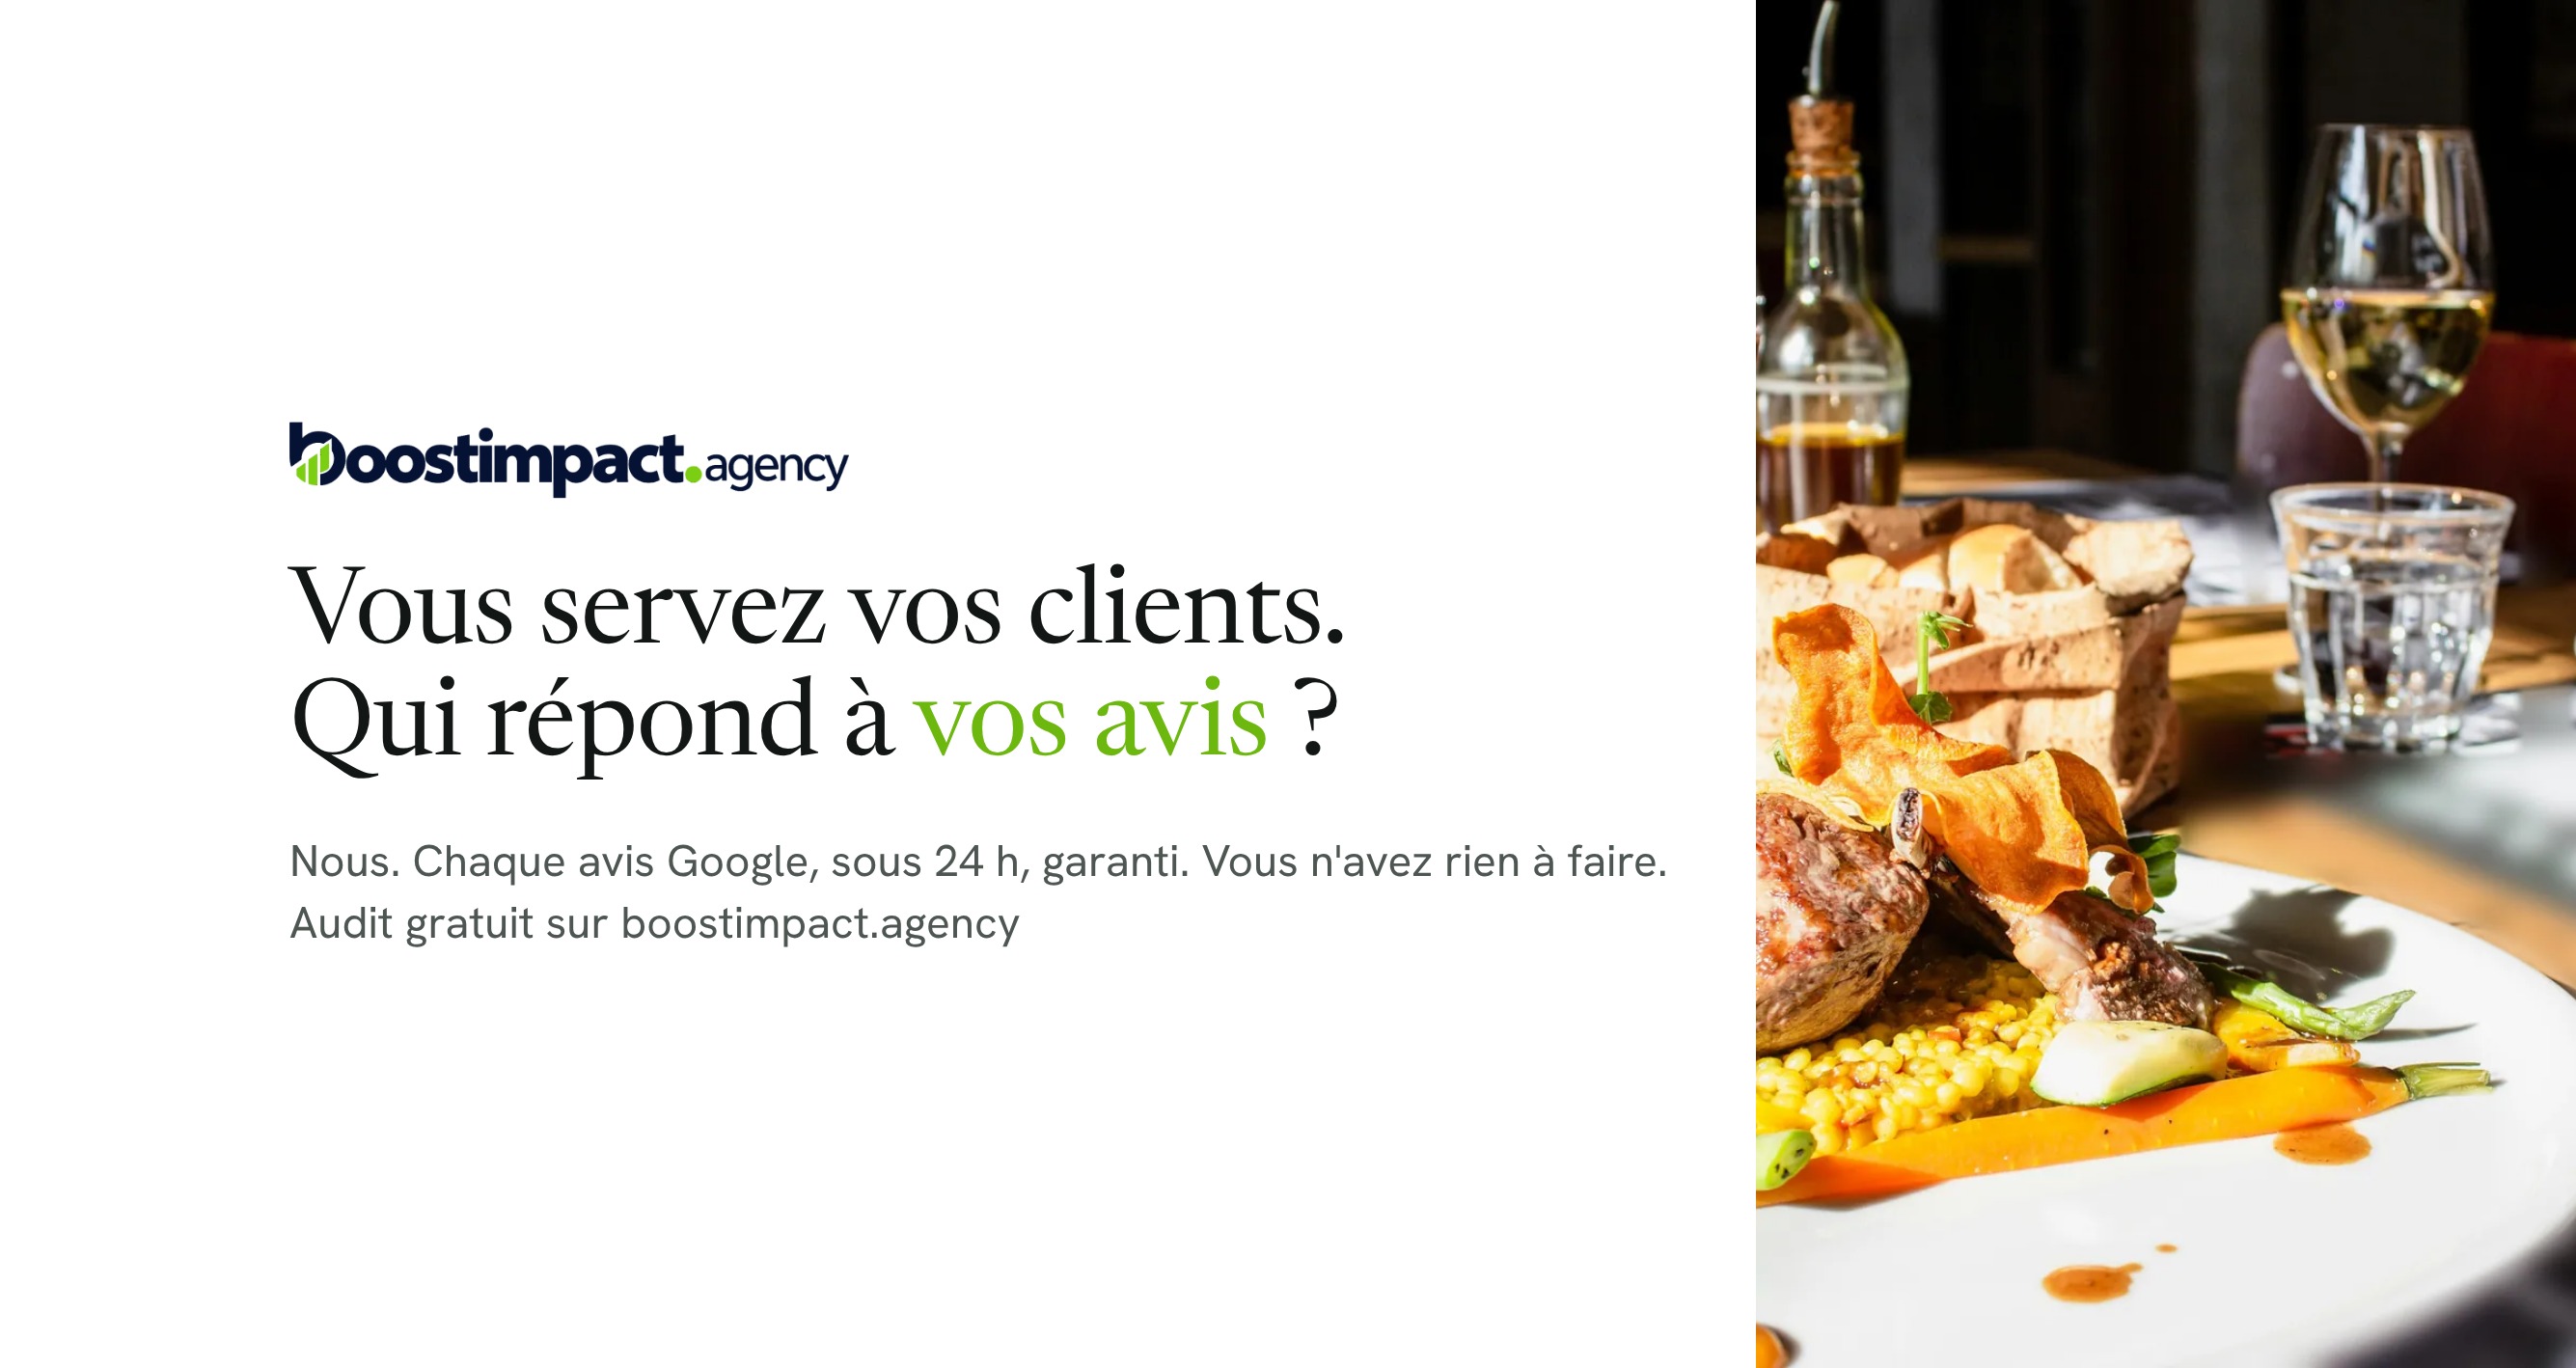 boostimpact.agency
Vous servez vos clients.
Qui répond à vos avis ?
Nous. Chaque avis Google, sous 24 h, garanti. Vous n'avez rien à faire.
Audit gratuit sur boostimpact.agency